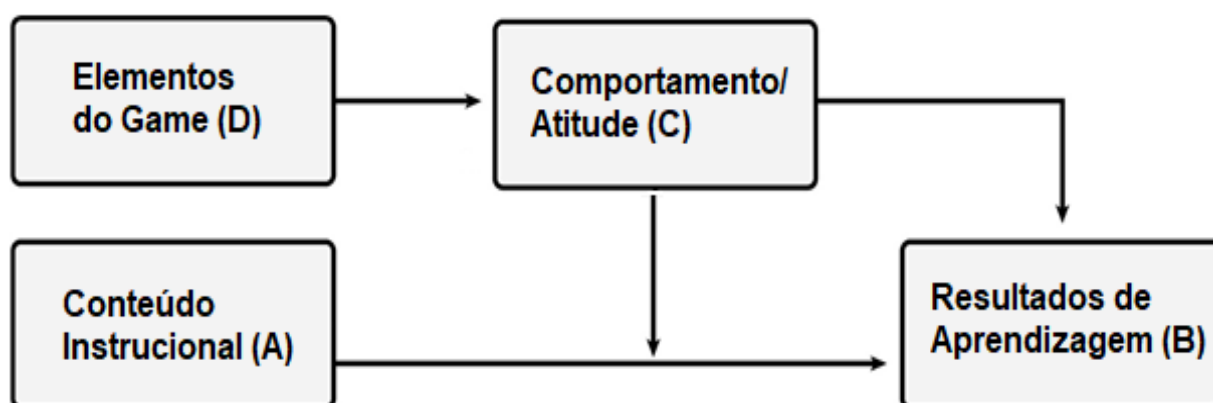 Elementos
do Game (D)
Comportamento/
Atitude (C)
Conteúdo
Instrucional (A)
Resultados de
Aprendizagem (B)